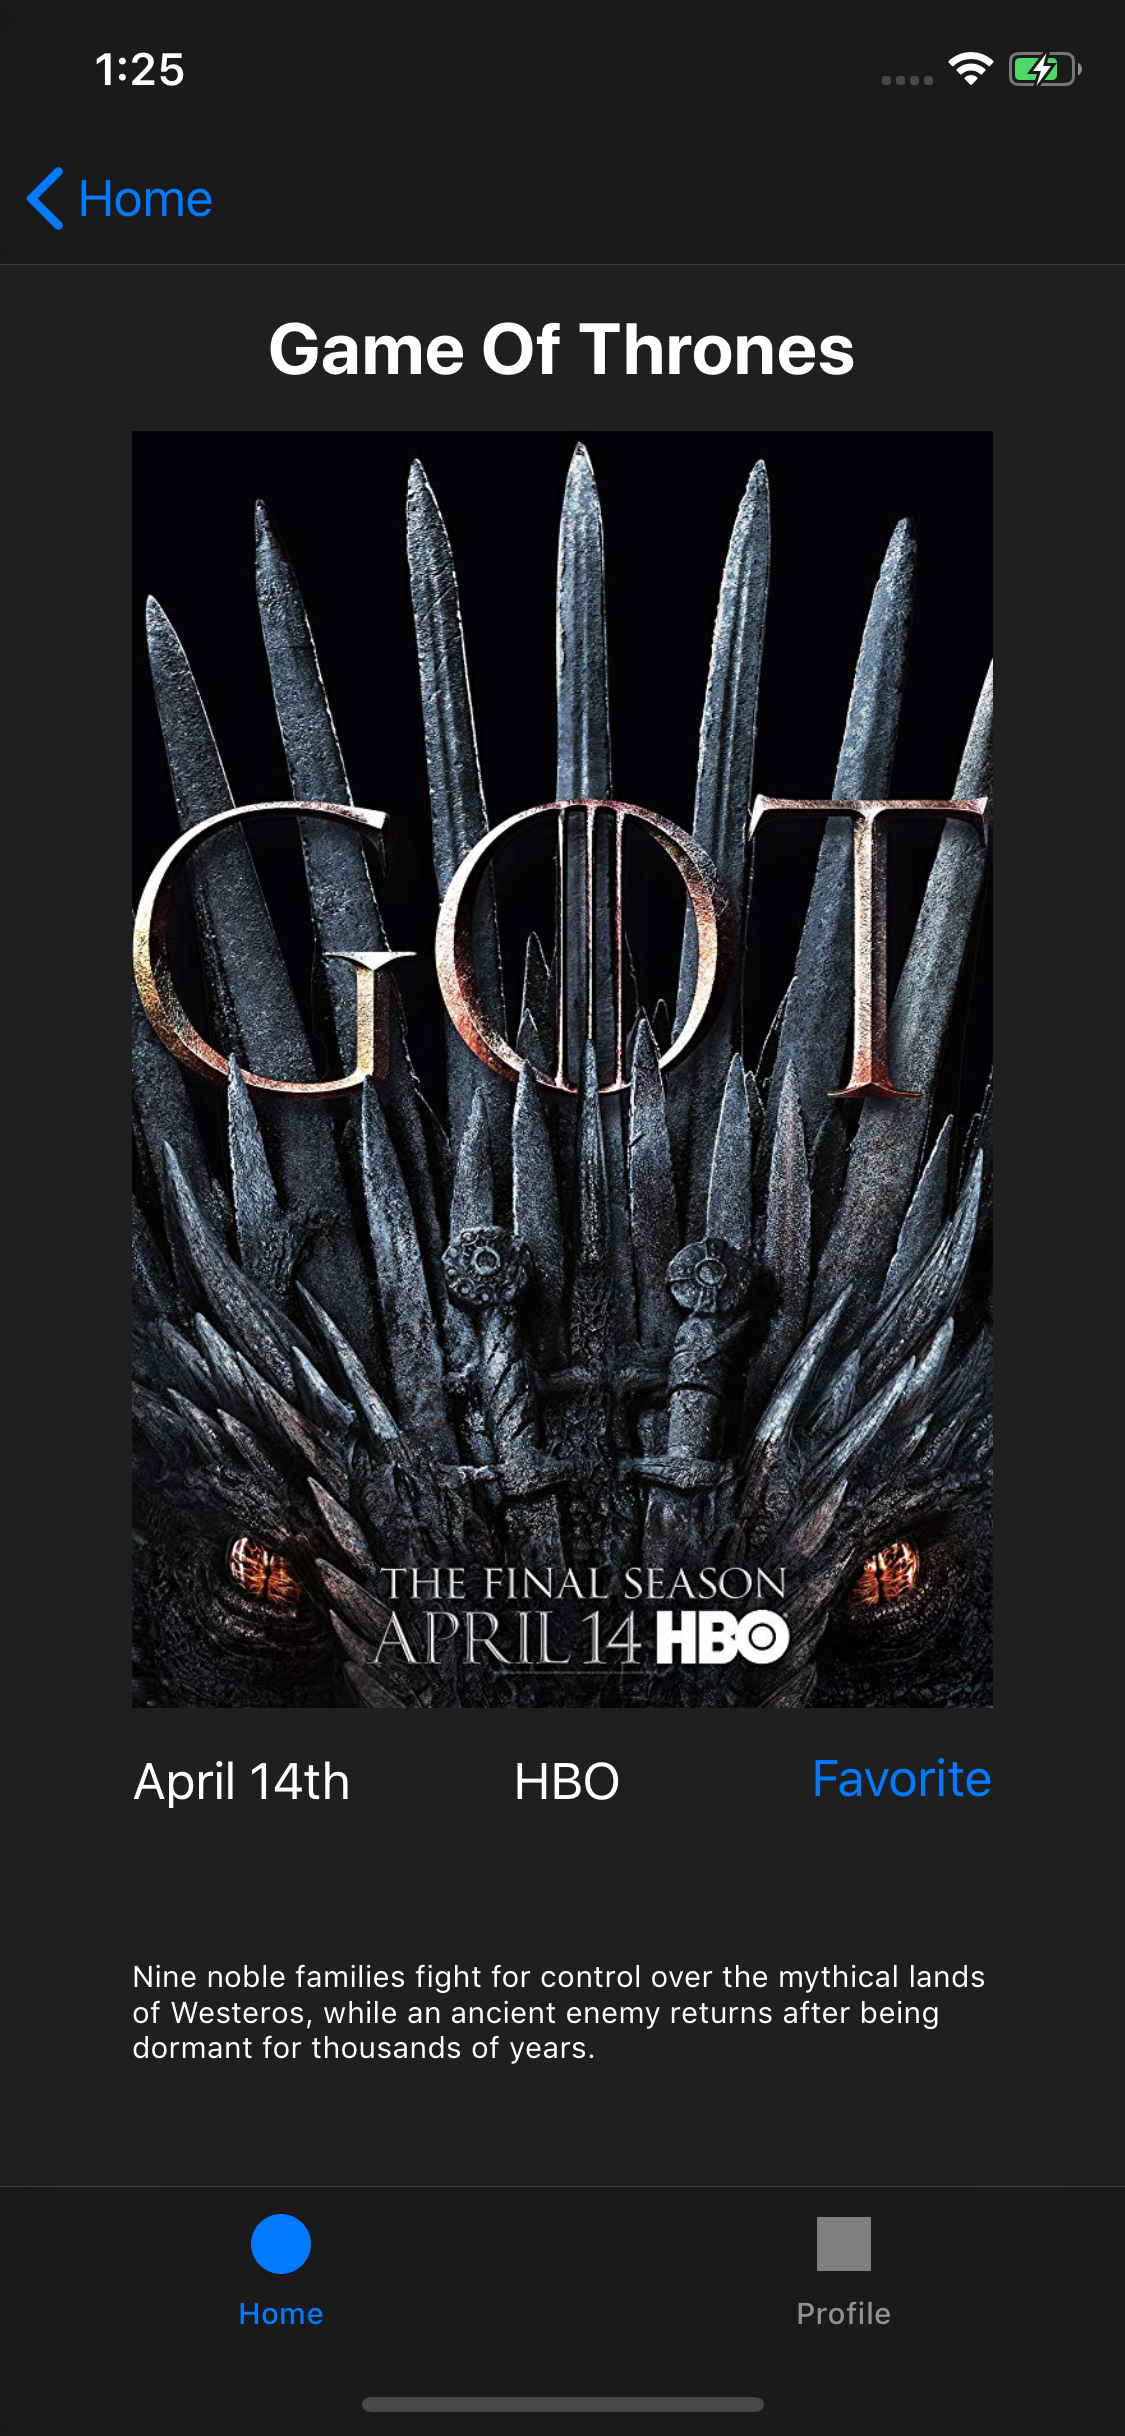 1:25
Home
Game Of Thrones
GOT
THE FINAL SEASON
APRIL 14 HBO
April 14th HBO Favorite
Nine noble families fight for control over the mythical lands
of Westeros, while an ancient enemy returns after being
dormant for thousands of years.
Home Profile